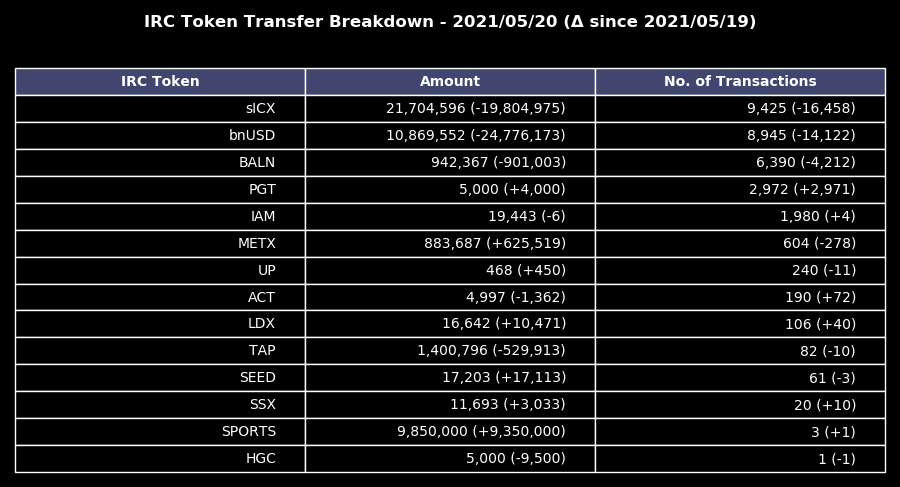 IRC Token Transfer Breakdown - 2021/05/20 (Δ since 2021/05/19)
IRC Token Amount No. of Transactions
sICX 21,704,596 (-19,804,975) 9,425 (-16,458)
bnUSD 10,869,552 (-24,776,173) 8,945 (-14,122)
BALN 942,367 (-901,003) 6,390 (-4,212)
PGT 5,000 (+4,000) 2,972 (+2,971)
IAM 19,443 (-6) 1,980 (+4)
METX 883,687 (+625,519) 604 (-278)
UP 468 (+450) 240 (-11)
ACT 4,997 (-1,362) 190 (+72)
LDX 16,642 (+10,471) 106 (+40)
TAP 1,400,796 (-529,913) 82 (-10)
SEED 17,203 (+17,113) 61 (-3)
SSX 11,693 (+3,033) 20 (+10)
SPORTS 9,850,000 (+9,350,000) 3 (+1)
HGC 5,000 (-9,500) 1 (-1)